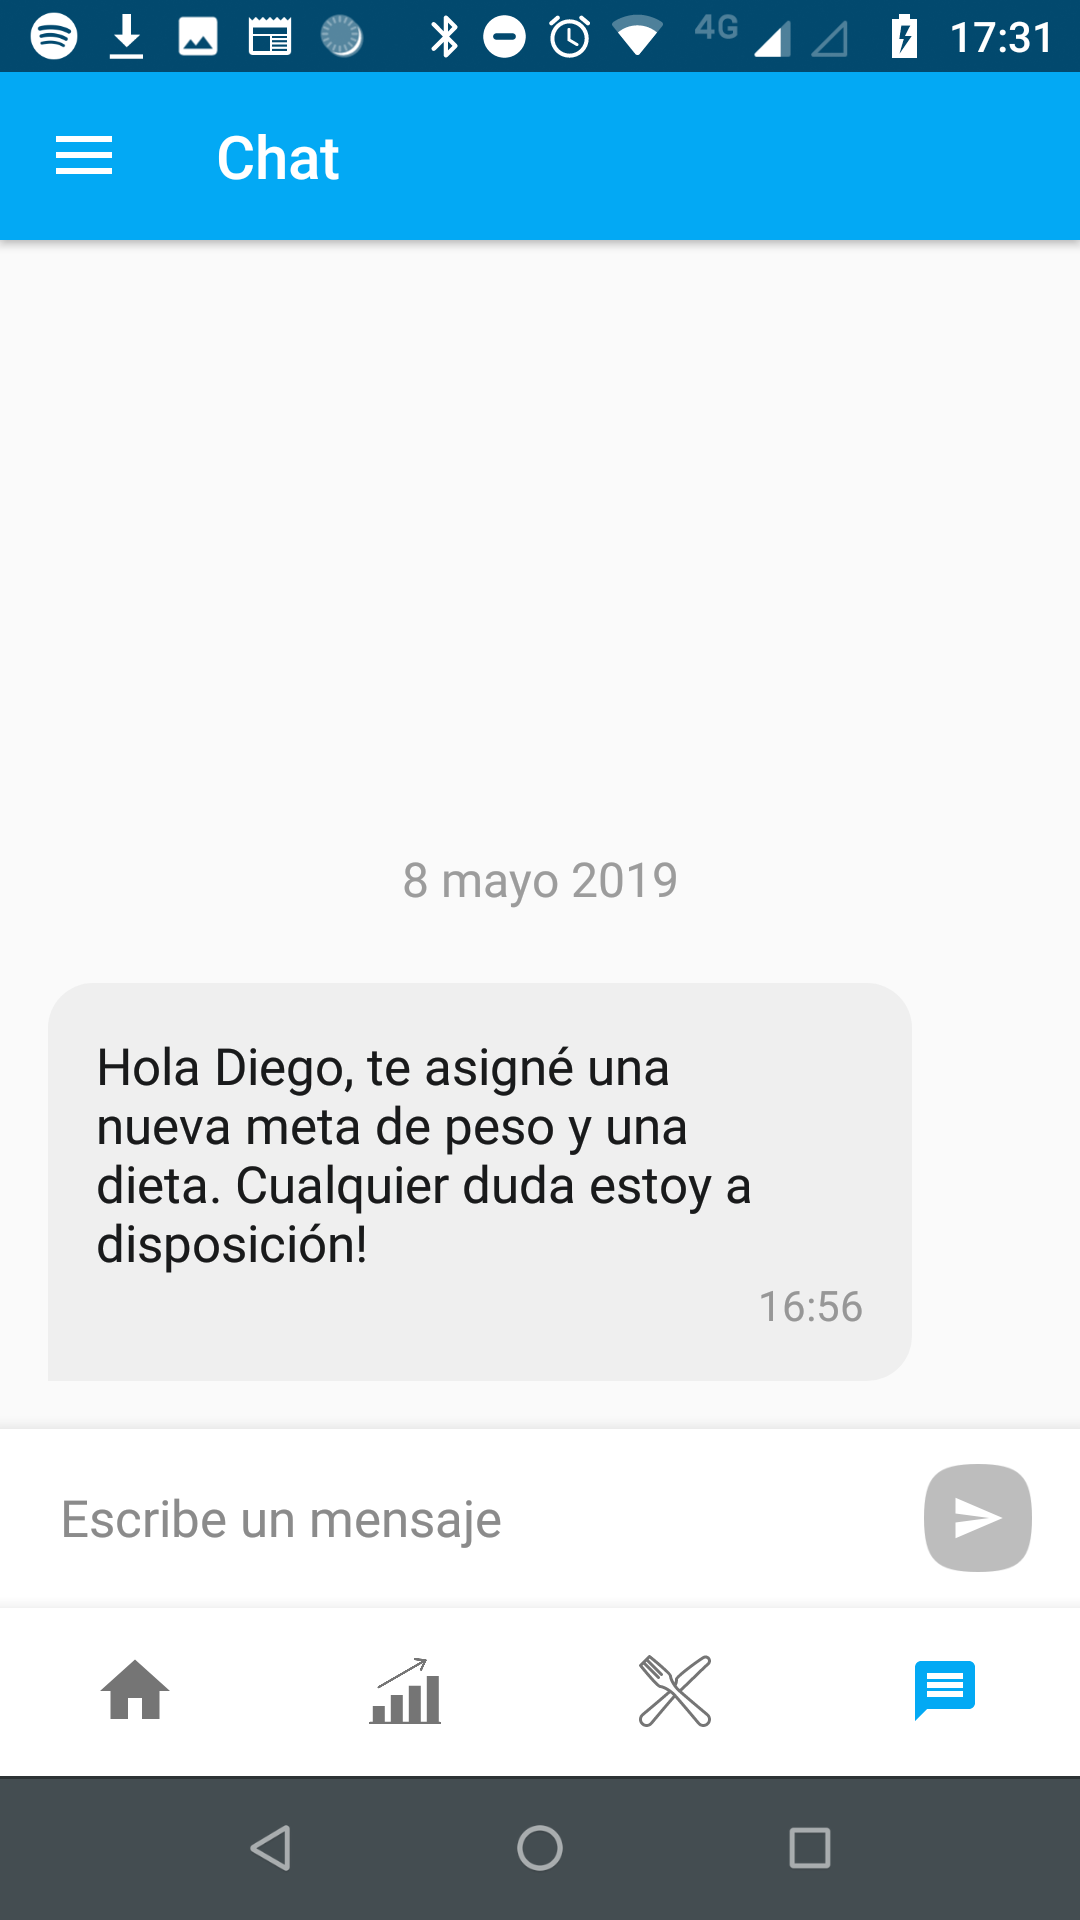 4G 17:31
Chat
8 mayo 2019
Hola Diego, te asigné una
nueva meta de peso y una
dieta. Cualquier duda estoy a
disposición!
16:56
Escribe un mensaje